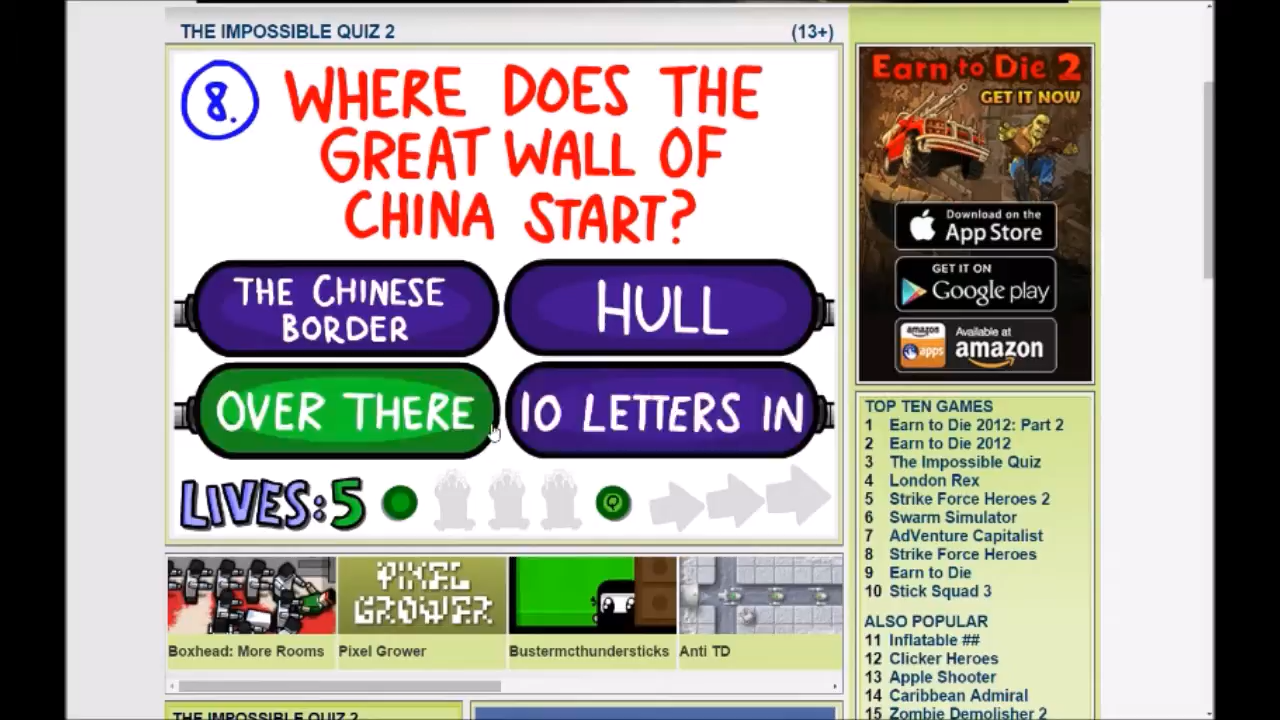 THE IMPOSSIBLE QUIZ 2
(13+)
8.
WHERE DOES THE
GREAT WALL OF
CHINA START?
THE CHINESE
BORDER
HULL
OVER THERE
10 LETTERS IN
LIVES:5
Boxhead: More Rooms
PIXEL
GROWER
Pixel Grower
Bustermcthundersticks
Anti TD
THE IMPOSSIBLE QUIZ 2
Earn to Die 2
GET IT NOW
Download on the
App Store
GET IT ON
Google play
amazon
apps
Available at
amazon
TOP TEN GAMES
1 Earn to Die 2012: Part 2
2 Earn to Die 2012
3 The Impossible Quiz
4 London Rex
5 Strike Force Heroes 2
6 Swarm Simulator
7 AdVenture Capitalist
8 Strike Force Heroes
9 Earn to Die
10 Stick Squad 3
ALSO POPULAR
11 Inflatable ##
12 Clicker Heroes
13 Apple Shooter
14 Caribbean Admiral
15 Zombie Demolisher 2